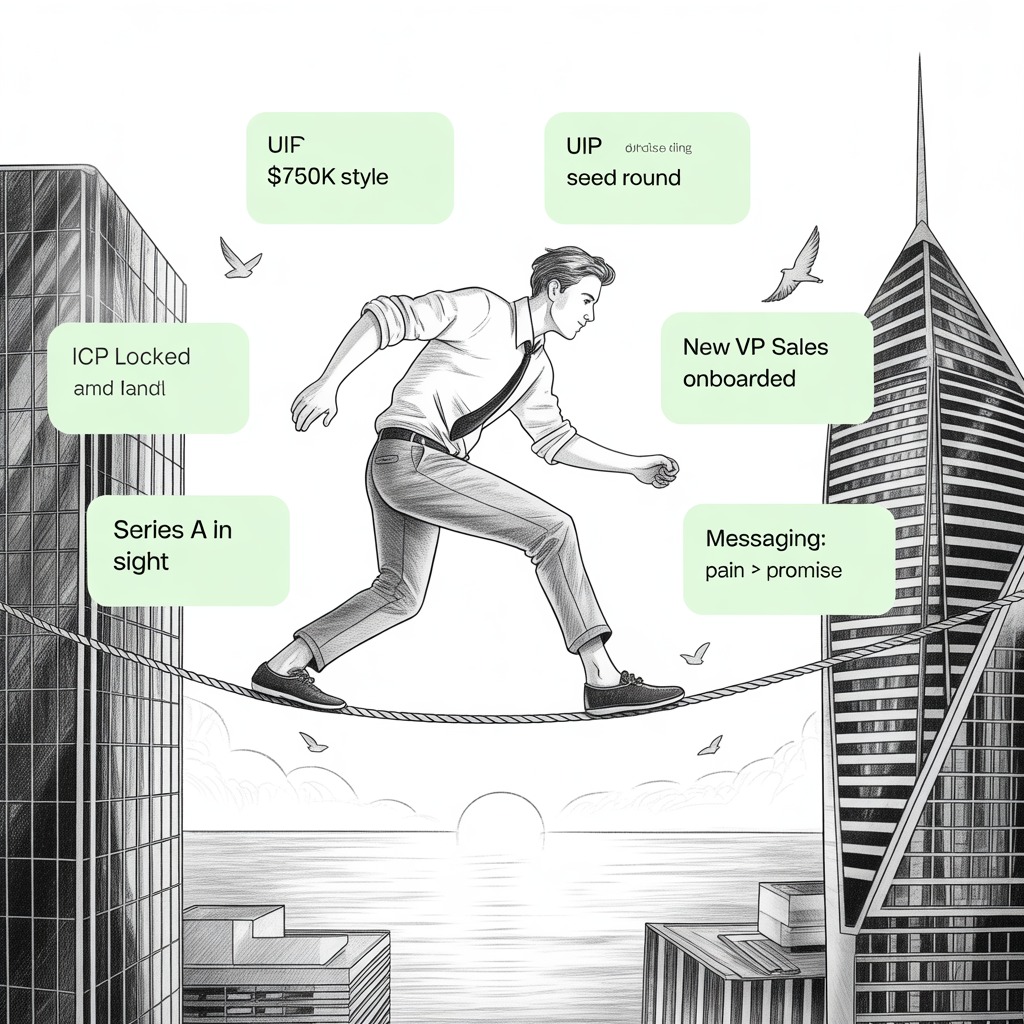 UIF
$750K style
UIP
seed round
ICP Locked
and landl
New VP Sales
onboarded
Series A in
sight
Messaging:
pain > promise